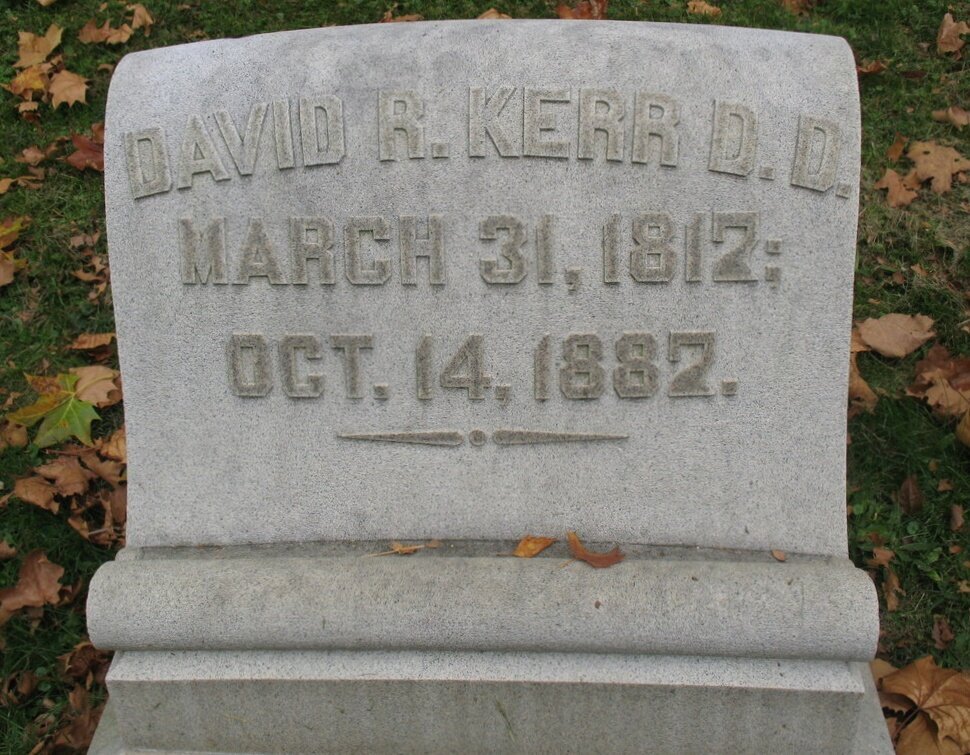 DAVID R. KERR D.D.
MARCH 31, 1812;
OCT. 14, 1882.